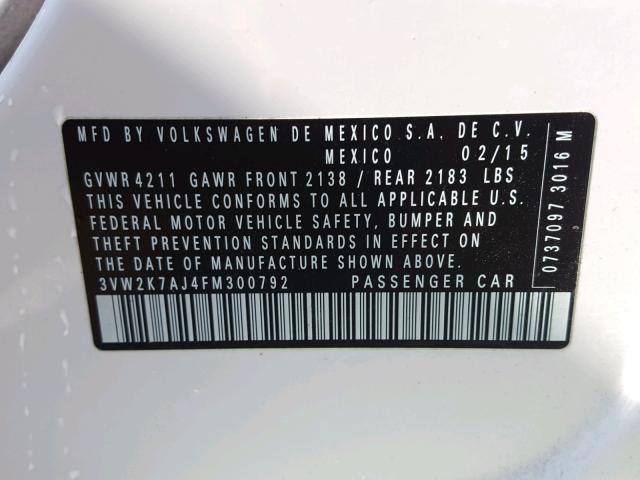 MFD BY VOLKSWAGEN DE MEXICO S.A. DE C.V.
MEXICO 02/15
GVWR 4211 GAWR FRONT 2138 / REAR 2183 LBS
THIS VEHICLE CONFORMS TO ALL APPLICABLE U.S.
FEDERAL MOTOR VEHICLE SAFETY, BUMPER AND
THEFT PREVENTION STANDARDS IN EFFECT ON
THE DATE OF MANUFACTURE SHOWN ABOVE.
3VW2K7AJ4FM300792 PASSENGER CAR
0737097 3016 M